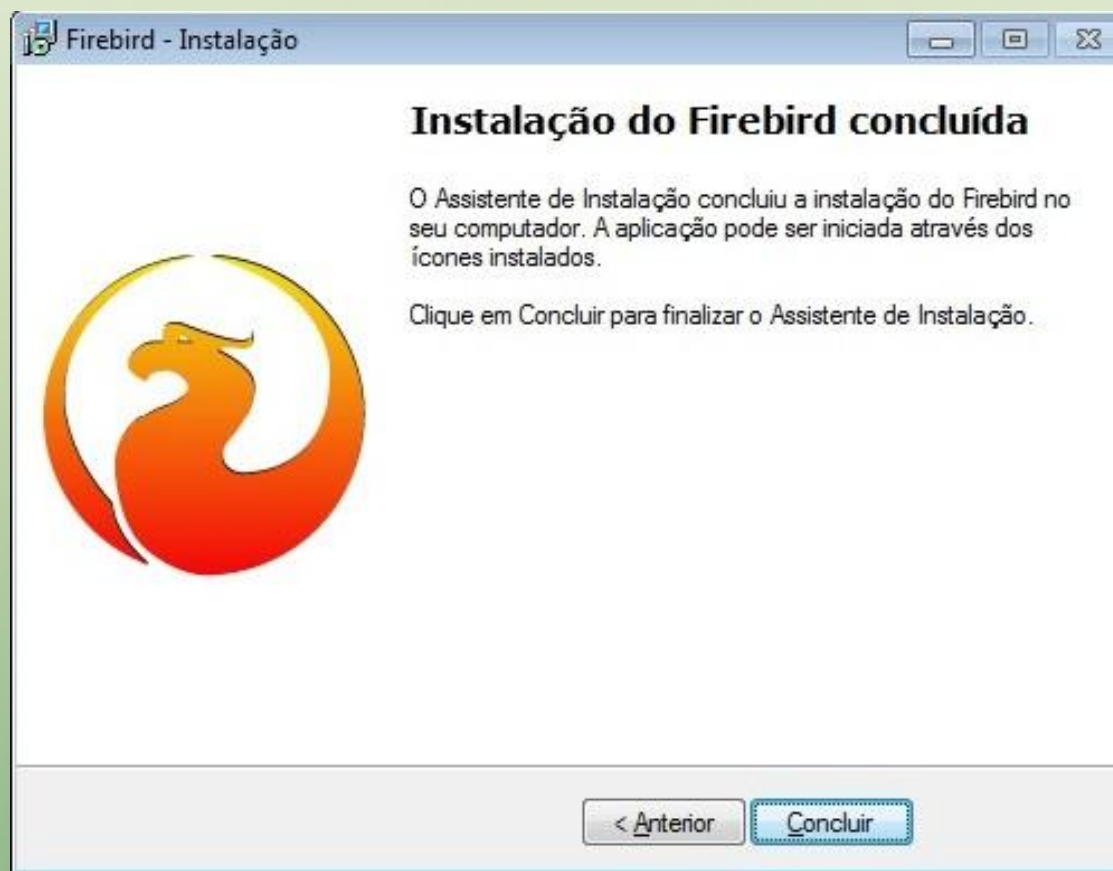 Firebird - Instalação
Instalação do Firebird concluída
O Assistente de Instalação concluiu a instalação do Firebird no
seu computador. A aplicação pode ser iniciada através dos
ícones instalados.
Clique em Concluir para finalizar o Assistente de Instalação.
< Anterior
Concluir